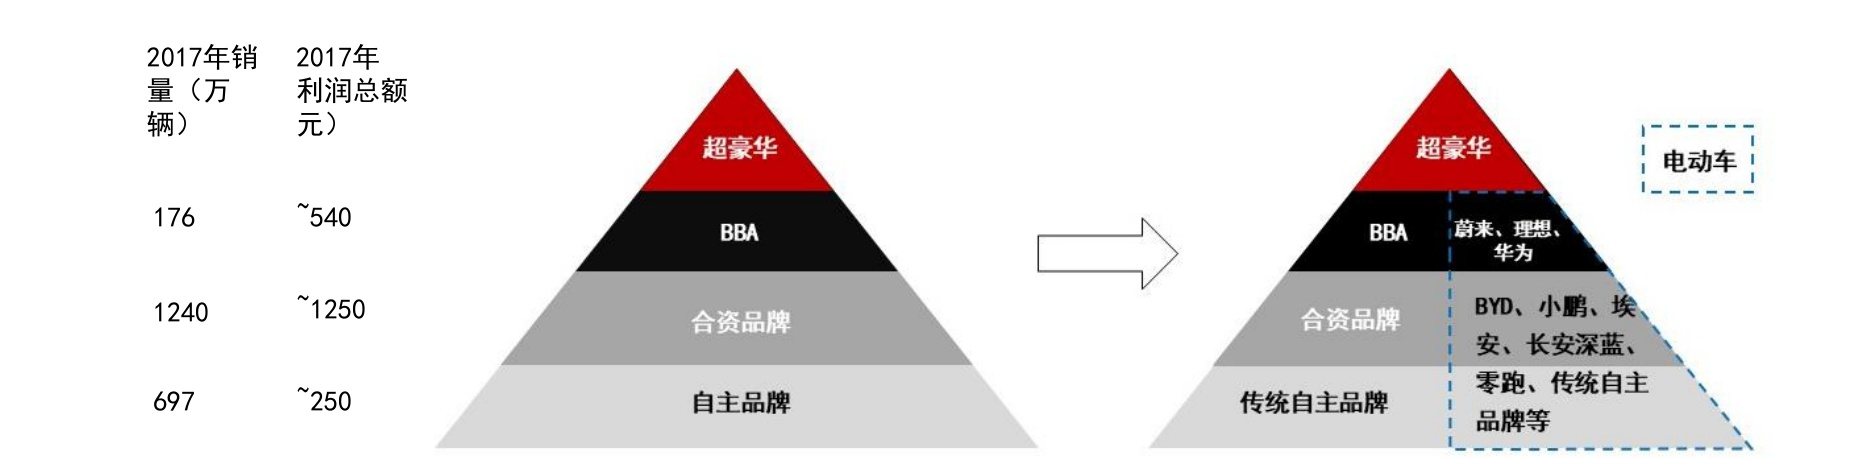 2017年销
量（万
辆）
2017年
利润总额
元）
176
~540
1240
~1250
697
~250
超豪华
BBA
合资品牌
自主品牌
超豪华
BBA
蔚来、理想、
华为
合资品牌
BYD、小鹏、埃
安、长安深蓝、
零跑、传统自主
品牌等
传统自主品牌
电动车